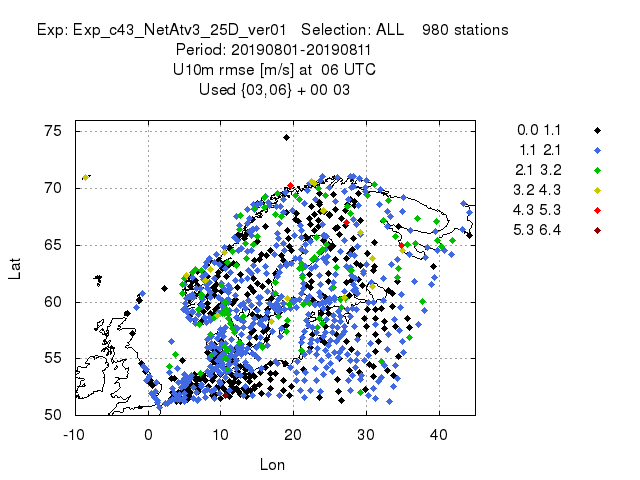 Exp: Exp_c43_NetAtv3_25D_ver01 Selection: ALL 980 stations
Period: 20190801-20190811
U10m rmse [m/s] at 06 UTC
Used {03,06} + 00 03
75
70
65
60
55
50
-10 0 10 20 30 40
Lat
Lon
0.0 1.1
1.1 2.1
2.1 3.2
3.2 4.3
4.3 5.3
5.3 6.4